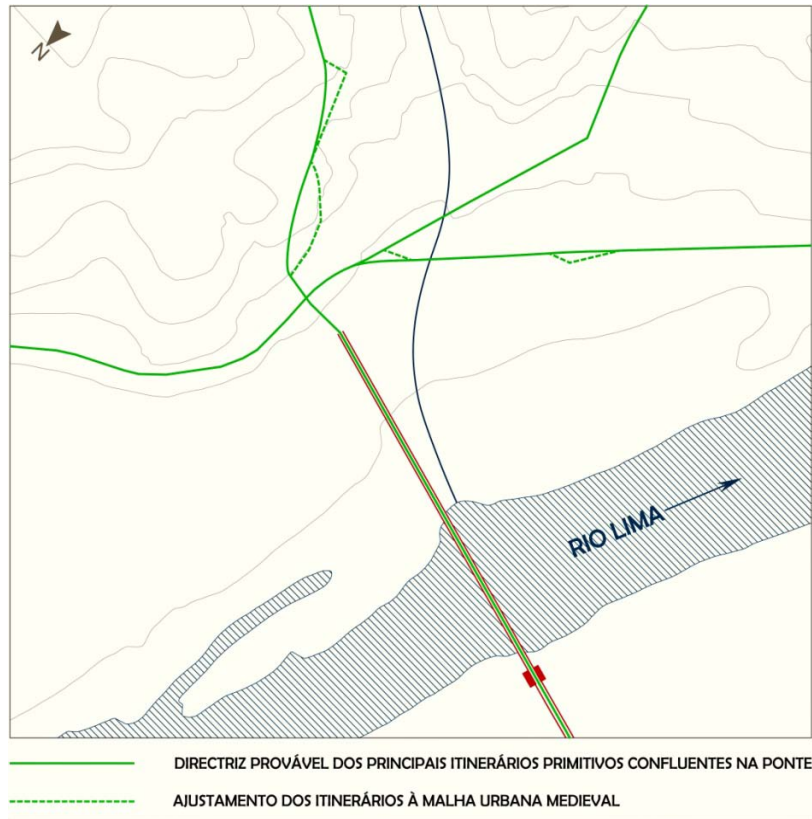 N
RIO LIMA
DIRECTRIZ PROVÁVEL DOS PRINCIPAIS ITINERÁRIOS PRIMITIVOS CONFLUENTES NA PONTE
AJUSTAMENTO DOS ITINERÁRIOS À MALHA URBANA MEDIEVAL